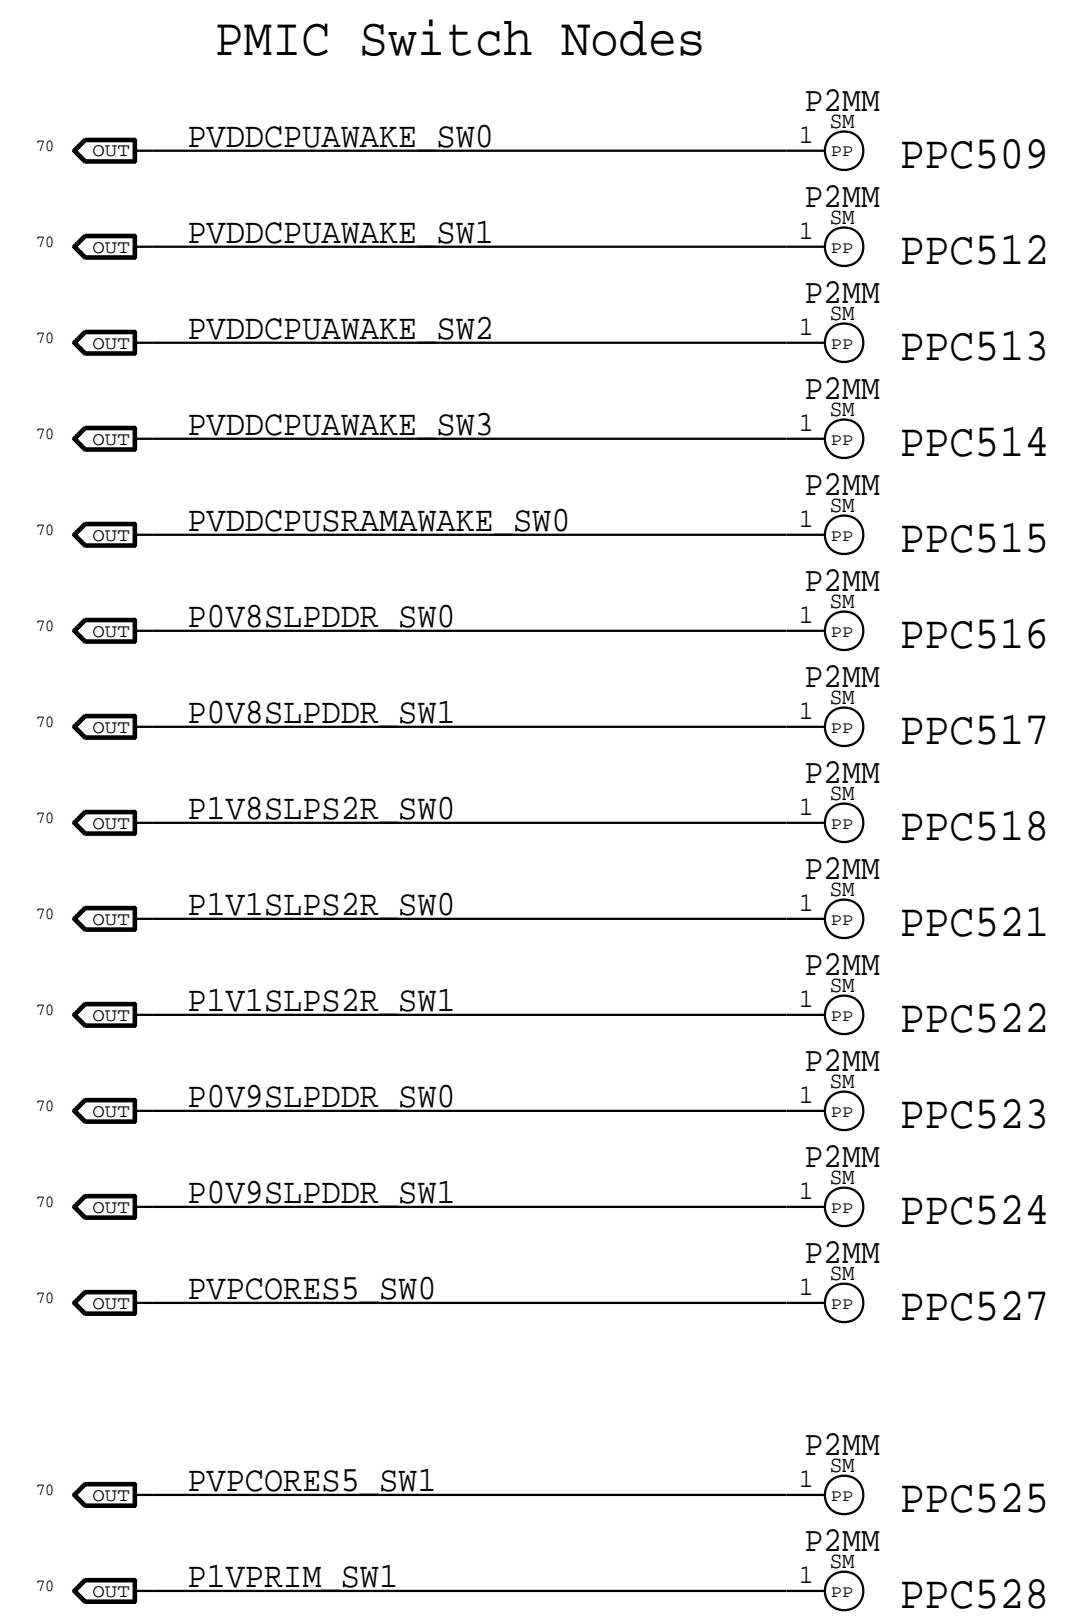 PMIC Switch Nodes
P2MM
70 OUT PVDDCPUAWAKE_SW0 1 SM PP PPC509
P2MM
70 OUT PVDDCPUAWAKE_SW1 1 SM PP PPC512
P2MM
70 OUT PVDDCPUAWAKE_SW2 1 SM PP PPC513
P2MM
70 OUT PVDDCPUAWAKE_SW3 1 SM PP PPC514
P2MM
70 OUT PVDDCPUSRAMAWAKE_SW0 1 SM PP PPC515
P2MM
70 OUT P0V8SLPDDR_SW0 1 SM PP PPC516
P2MM
70 OUT P0V8SLPDDR_SW1 1 SM PP PPC517
P2MM
70 OUT P1V8SLPS2R_SW0 1 SM PP PPC518
P2MM
70 OUT P1V1SLPS2R_SW0 1 SM PP PPC521
P2MM
70 OUT P1V1SLPS2R_SW1 1 SM PP PPC522
P2MM
70 OUT P0V9SLPDDR_SW0 1 SM PP PPC523
P2MM
70 OUT P0V9SLPDDR_SW1 1 SM PP PPC524
P2MM
70 OUT PVPCORES5_SW0 1 SM PP PPC527
P2MM
70 OUT PVPCORES5_SW1 1 SM PP PPC525
P2MM
70 OUT P1VPRIM_SW1 1 SM PP PPC528